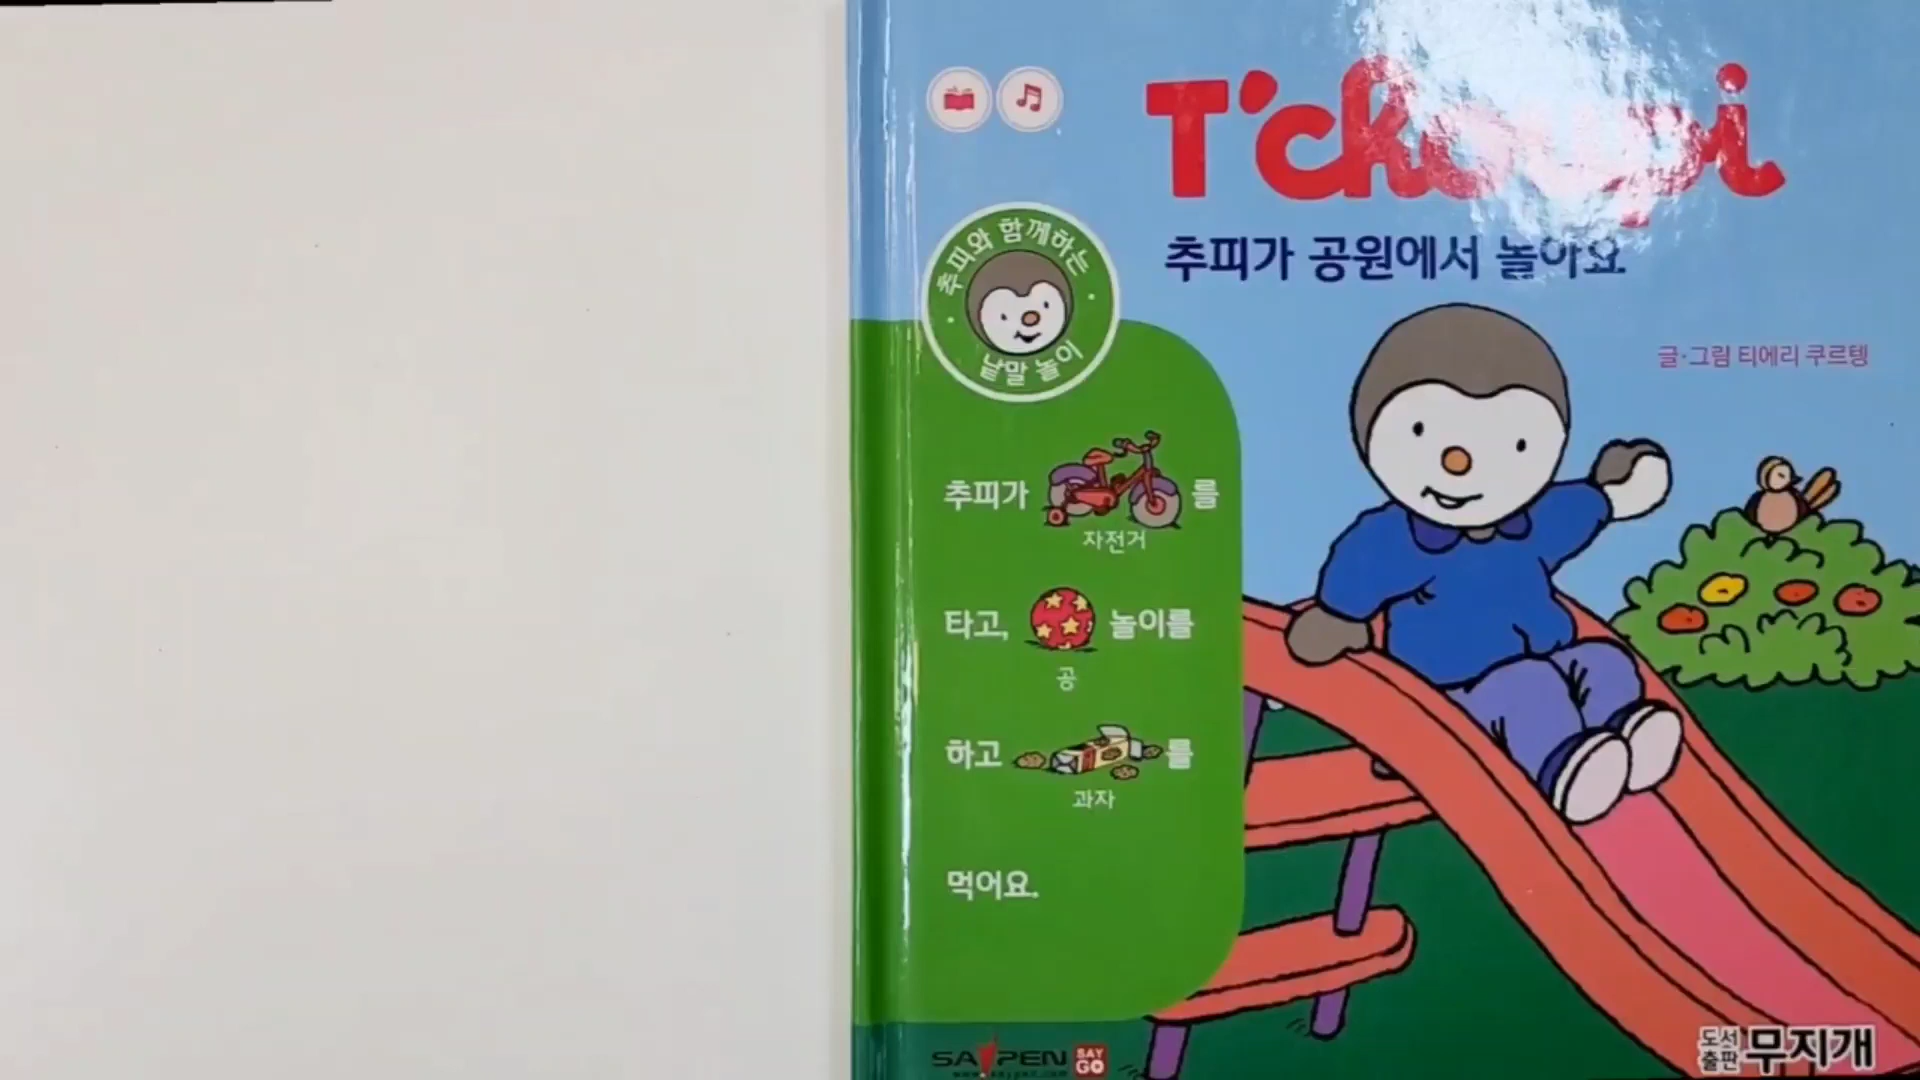 추피가 공원에서 놀아요
글·그림 티에리 쿠르텡
추피와 함께하는
낱말 놀이
추피가 를
자전거
타고, 놀이를
공
하고 를
과자
먹어요.
SAYPEN SAY GO
도서출판 무지개